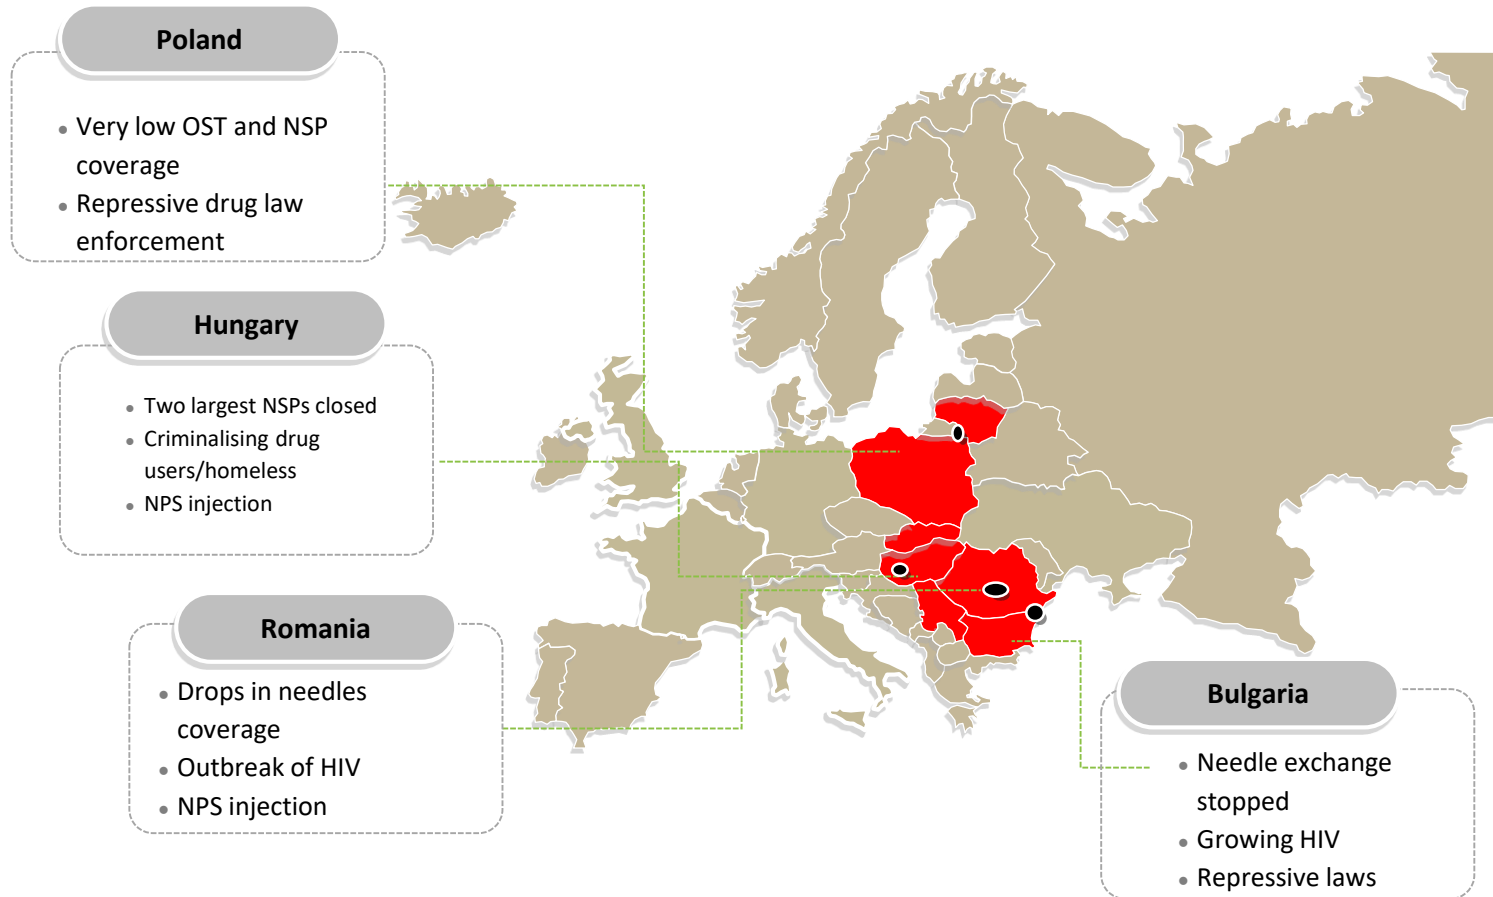 Poland
• Very low OST and NSP
coverage
• Repressive drug law
enforcement
Hungary
• Two largest NSPs closed
• Criminalising drug
users/homeless
• NPS injection
Romania
• Drops in needles
coverage
• Outbreak of HIV
• NPS injection
Bulgaria
• Needle exchange
stopped
• Growing HIV
• Repressive laws